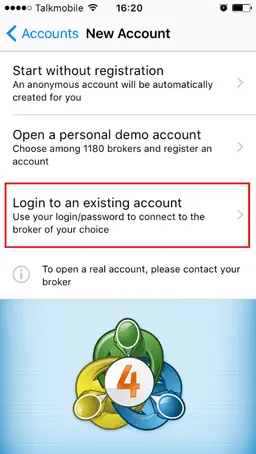 Talkmobile 16:20
Accounts New Account
Start without registration
An anonymous account will be automatically
created for you
Open a personal demo account
Choose among 1180 brokers and register an
account
Login to an existing account
Use your login/password to connect to the
broker of your choice
To open a real account, please contact your
broker
4